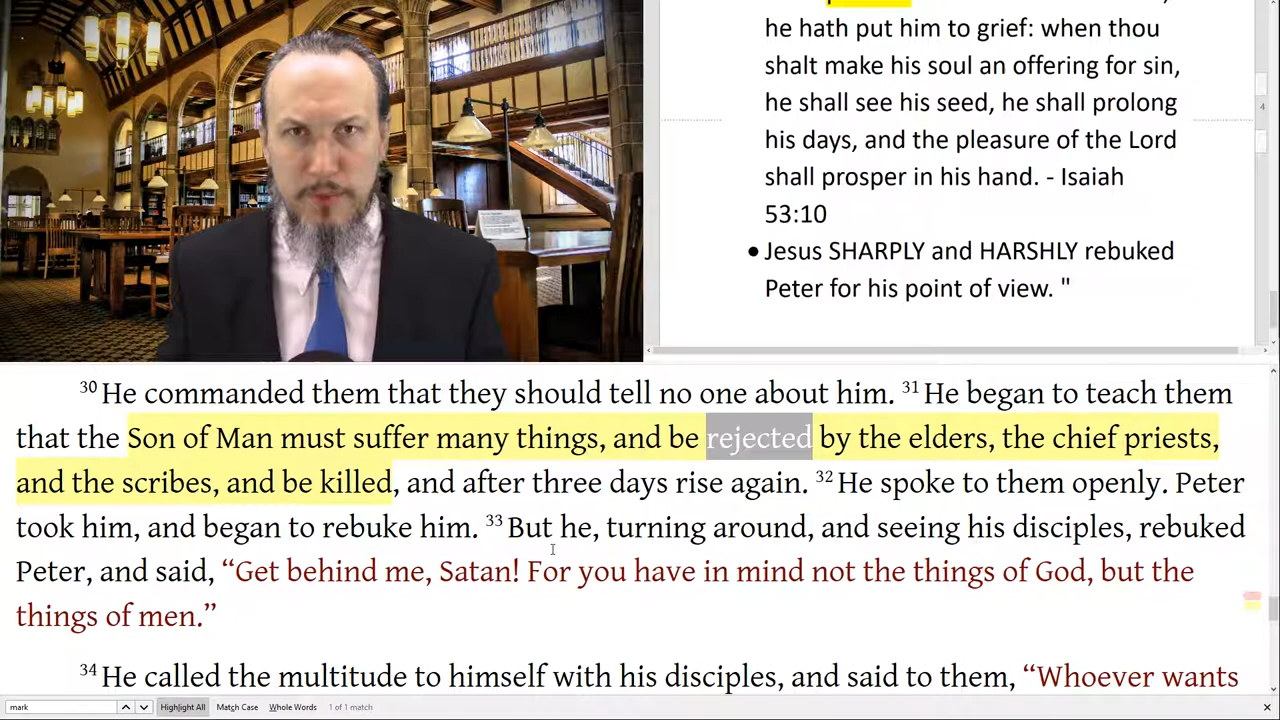 he hath put him to grief: when thou
shalt make his soul an offering for sin,
he shall see his seed, he shall prolong
his days, and the pleasure of the Lord
shall prosper in his hand. - Isaiah
53:10
● Jesus SHARPLY and HARSHLY rebuked
Peter for his point of view. "
4
30 He commanded them that they should tell no one about him. 31 He began to teach them
that the Son of Man must suffer many things, and be rejected by the elders, the chief priests,
and the scribes, and be killed, and after three days rise again. 32 He spoke to them openly. Peter
took him, and began to rebuke him. 33 But he, turning around, and seeing his disciples, rebuked
Peter, and said, “Get behind me, Satan! For you have in mind not the things of God, but the
things of men.”
34 He called the multitude to himself with his disciples, and said to them, “Whoever wants
mark
Highlight All
Match Case
Whole Words
1 of 1 match